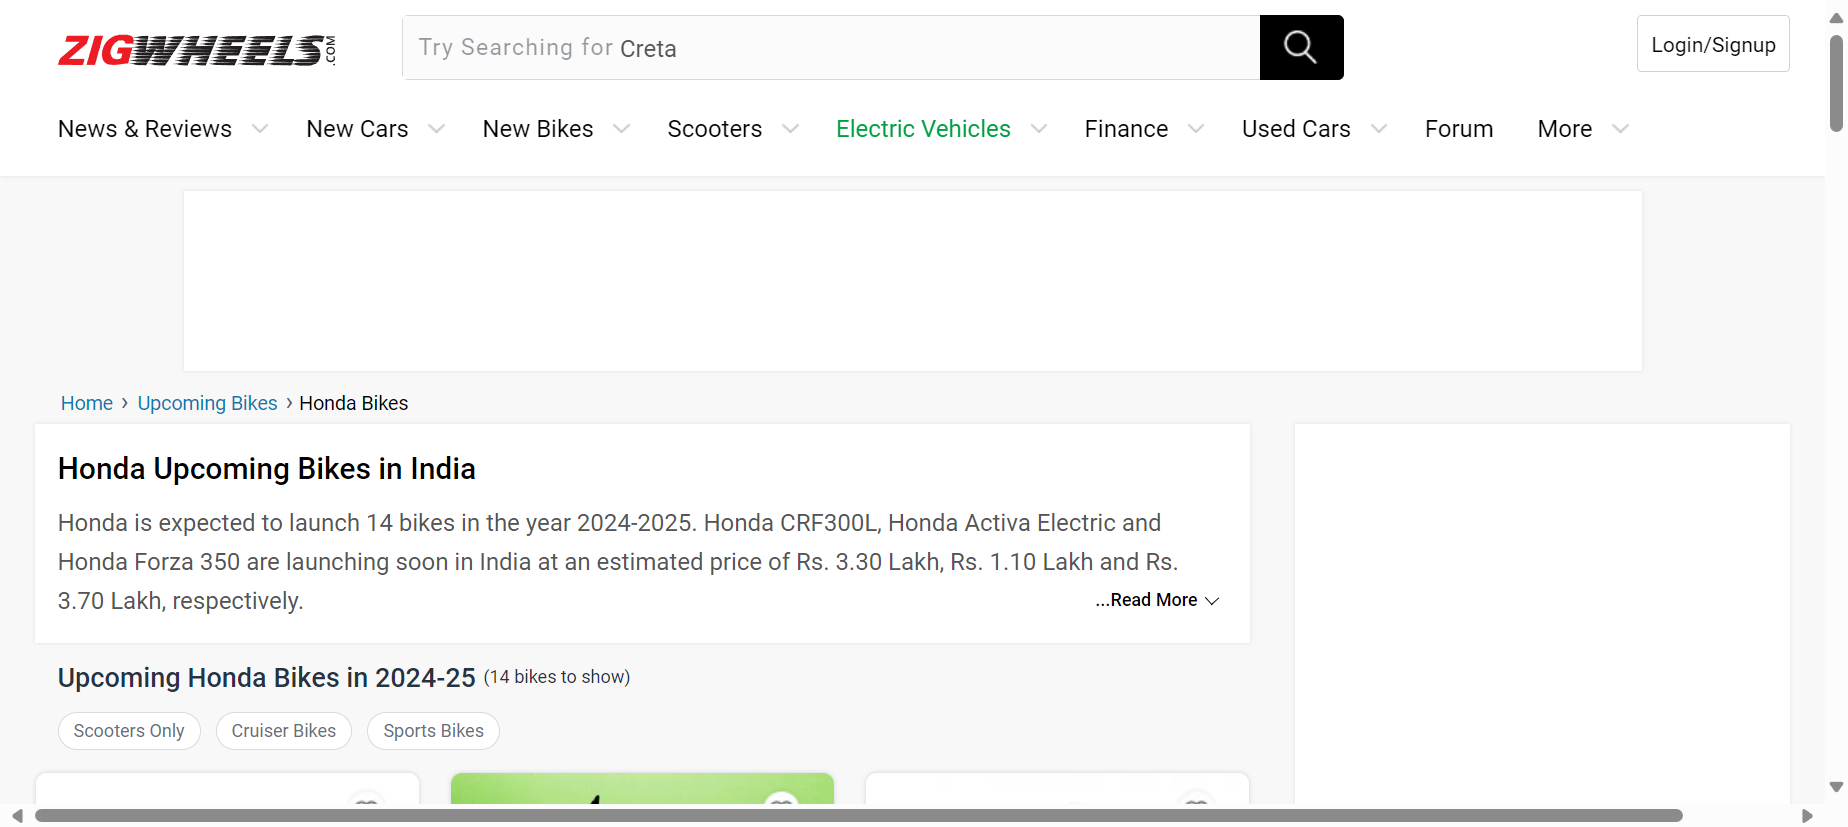 ZIGWHEELS.COM
Try Searching for Creta
Login/Signup
News & Reviews New Cars New Bikes Scooters Electric Vehicles Finance Used Cars Forum More
Home › Upcoming Bikes › Honda Bikes
Honda Upcoming Bikes in India
Honda is expected to launch 14 bikes in the year 2024-2025. Honda CRF300L, Honda Activa Electric and
Honda Forza 350 are launching soon in India at an estimated price of Rs. 3.30 Lakh, Rs. 1.10 Lakh and Rs.
3.70 Lakh, respectively.
...Read More
Upcoming Honda Bikes in 2024-25 (14 bikes to show)
Scooters Only Cruiser Bikes Sports Bikes